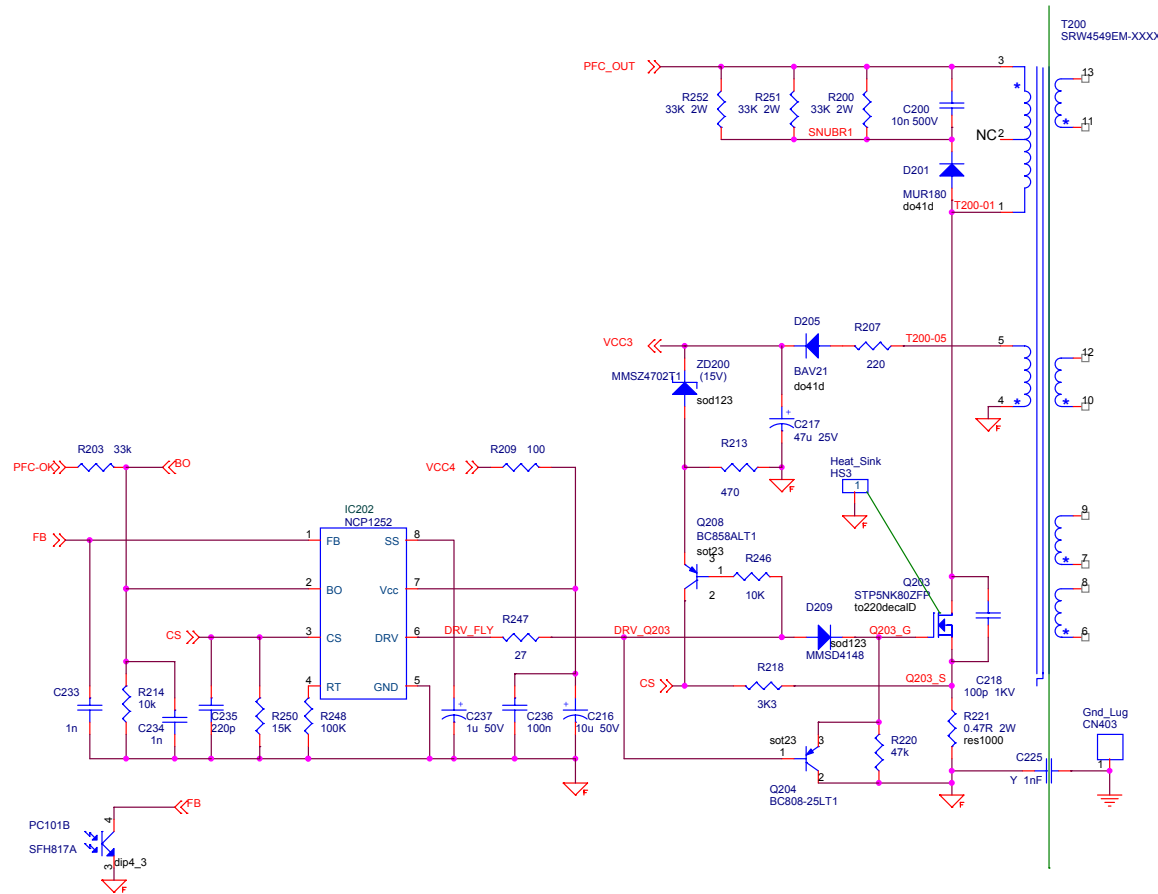 T200
SRW4549EM-XXXX
PFC_OUT
3
13
R252
33K 2W
R251
33K 2W
R200
33K 2W
C200
10n 500V
*
*
11
SNUBR1
NC
2
D201
MUR180
do41d
T200-01
1
D205
BAV21
do41d
R207
220
T200-05
5
12
VCC3
ZD200
(15V)
MMSZ4702T1
sod123
+
C217
47u 25V
4
*
*
10
F
R203 33k
PFC-OK
BO
R209 100
VCC4
R213
470
F
Heat_Sink
HS3
1
F
IC202
NCP1252
FB
1
FB
SS
8
2
BO
Vcc
7
CS
3
CS
DRV
6
4
RT
GND
5
Q208
BC858ALT1
sot23
3
1
2
R246
10K
9
*
7
8
*
6
Q203
STP5NK80ZFP
to220decalD
DRV_FLY
R247
27
DRV_Q203
D209
sod123
MMSD4148
Q203_G
CS
R218
3K3
Q203_S
C218
100p 1KV
C233
1n
R214
10k
C234
1n
C235
220p
R250
15K
R248
100K
+
C237
1u 50V
C236
100n
+
C216
10u 50V
F
sot23
3
1
2
Q204
BC808-25LT1
R220
47k
R221
0.47R 2W
res1000
F
C225
Y 1nF
Gnd_Lug
CN403
1
FB
PC101B
SFH817A
4
3
dip4_3
F